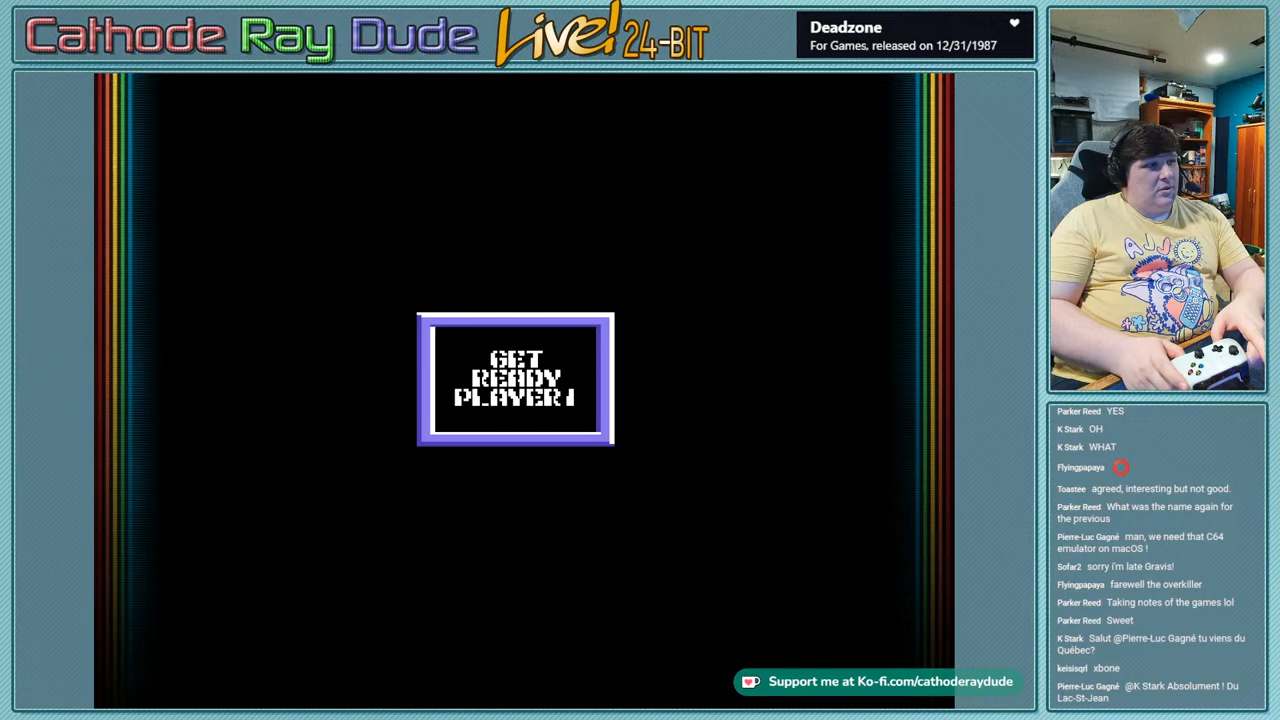 Cathode Ray Dude Live! 24-BIT
Deadzone
For Games, released on 12/31/1987
GET
READY
PLAYER 1
Parker Reed YES
K Stark OH
K Stark WHAT
Flyingpapaya
Toastee agreed, interesting but not good.
Parker Reed What was the name again for
the previous
Pierre-Luc Gagné man, we need that C64
emulator on macOS !
Sofar2 sorry i'm late Gravis!
Flyingpapaya farewell the overkiller
Parker Reed Taking notes of the games lol
Parker Reed Sweet
K Stark Salut @Pierre-Luc Gagné tu viens du
Québec?
keisisqrl xbone
Pierre-Luc Gagné @K Stark Absolument ! Du
Lac-St-Jean
Support me at Ko-fi.com/cathoderaydude